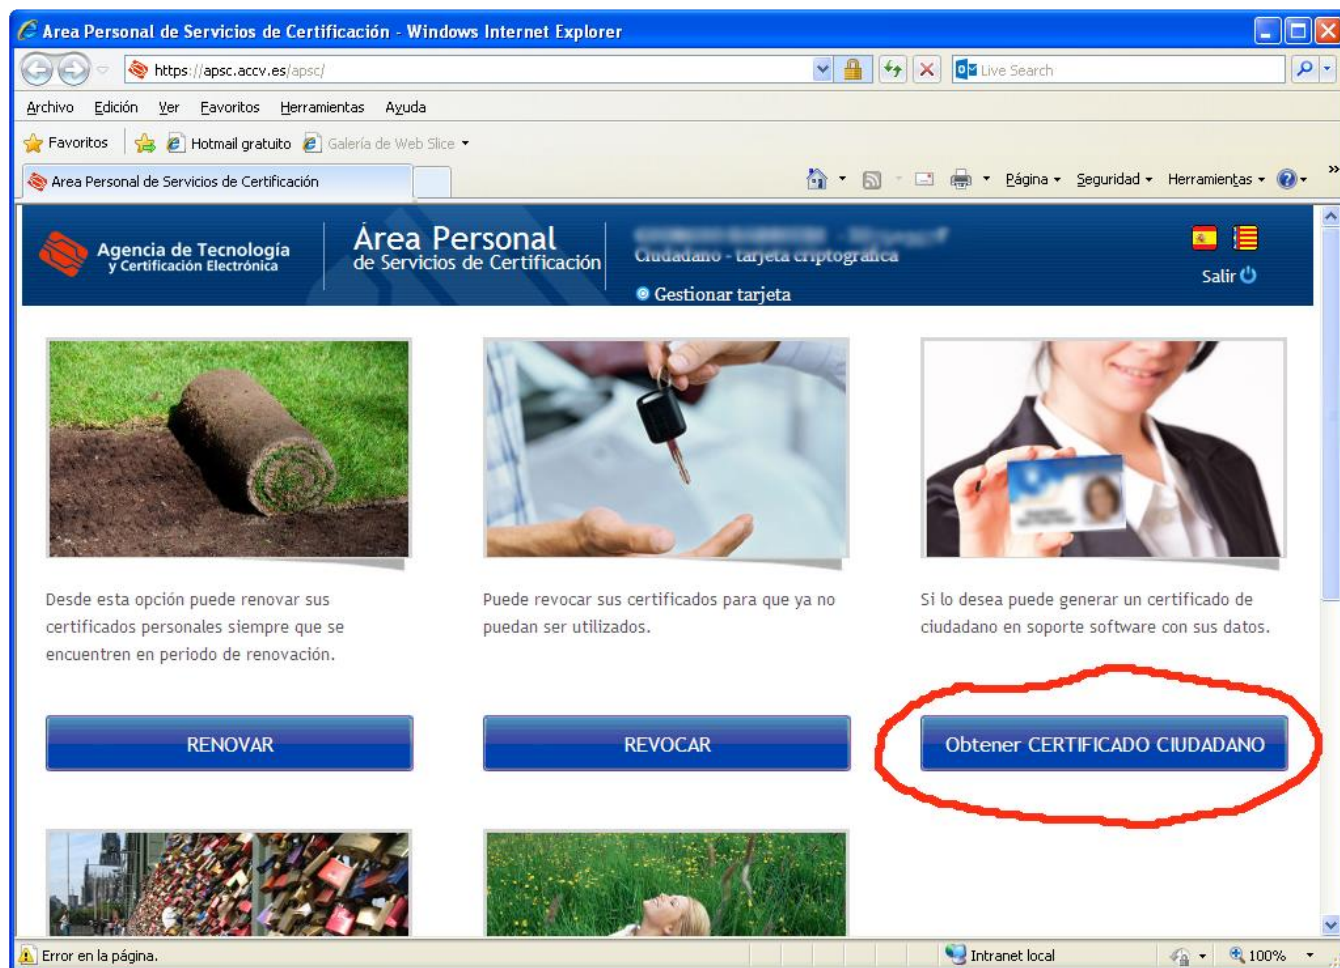 Area Personal de Servicios de Certificación - Windows Internet Explorer
https://apsc.accv.es/apsc/
Live Search
Archivo Edición Ver Favoritos Herramientas Ayuda
Favoritos Hotmail gratuito Galería de Web Slice
Area Personal de Servicios de Certificación
Página Seguridad Herramientas
Agencia de Tecnología
y Certificación Electrónica
Área Personal
de Servicios de Certificación
Ciudadano - tarjeta criptográfica
Gestionar tarjeta
Salir
Desde esta opción puede renovar sus
certificados personales siempre que se
encuentren en periodo de renovación.
Puede revocar sus certificados para que ya no
puedan ser utilizados.
Si lo desea puede generar un certificado de
ciudadano en soporte software con sus datos.
RENOVAR
REVOCAR
Obtener CERTIFICADO CIUDADANO
Error en la página.
Intranet local
100%